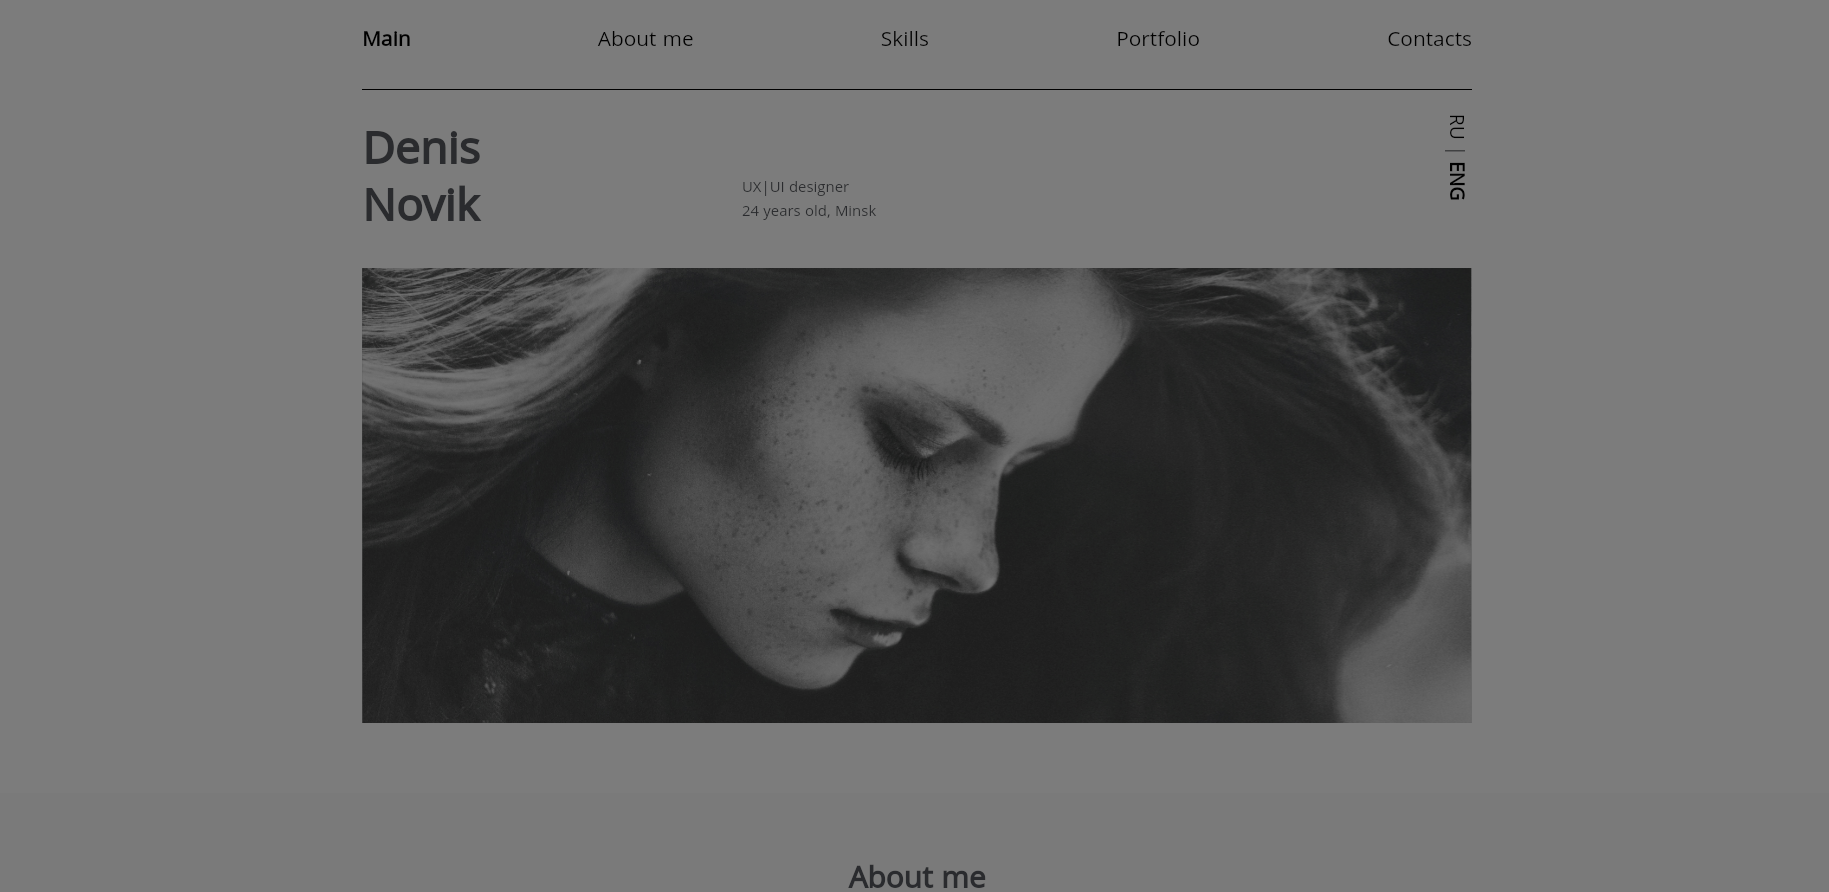 Main
About me
Skills
Portfolio
Contacts
RU | ENG
Denis
Novik
UX|UI designer
24 years old, Minsk
About me